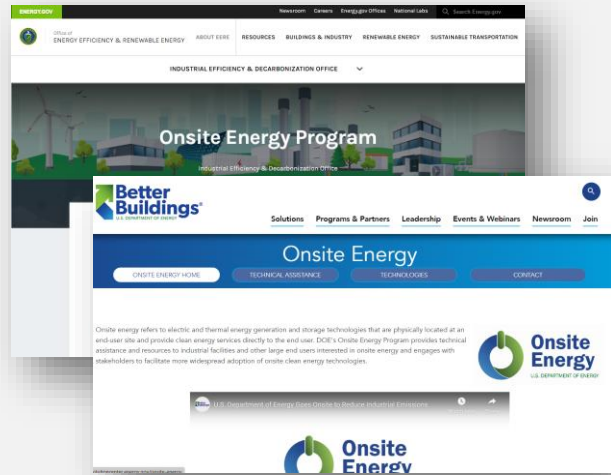 ENERGY.GOV
Newsroom Careers Energy.gov Offices National Labs Search Energy.gov
Office of
ENERGY EFFICIENCY & RENEWABLE ENERGY
ABOUT EERE RESOURCES BUILDINGS & INDUSTRY RENEWABLE ENERGY SUSTAINABLE TRANSPORTATION
INDUSTRIAL EFFICIENCY & DECARBONIZATION OFFICE
Onsite Energy Program
Industrial Efficiency & Decarbonization Office
Better
Buildings®
U.S. DEPARTMENT OF ENERGY
Solutions Programs & Partners Leadership Events & Webinars Newsroom Join
Onsite Energy
ONSITE ENERGY HOME TECHNICAL ASSISTANCE TECHNOLOGIES CONTACT
Onsite energy refers to electric and thermal energy generation and storage technologies that are physically located at an
end-user site and provide clean energy services directly to the end user. DOE's Onsite Energy Program provides technical
assistance and resources to industrial facilities and other large end users interested in onsite energy and engages with
stakeholders to facilitate more widespread adoption of onsite clean energy technologies.
Onsite
Energy
U.S. DEPARTMENT OF ENERGY
U.S. Department of Energy Goes Onsite to Reduce Industrial Emissions
Onsite
Energy